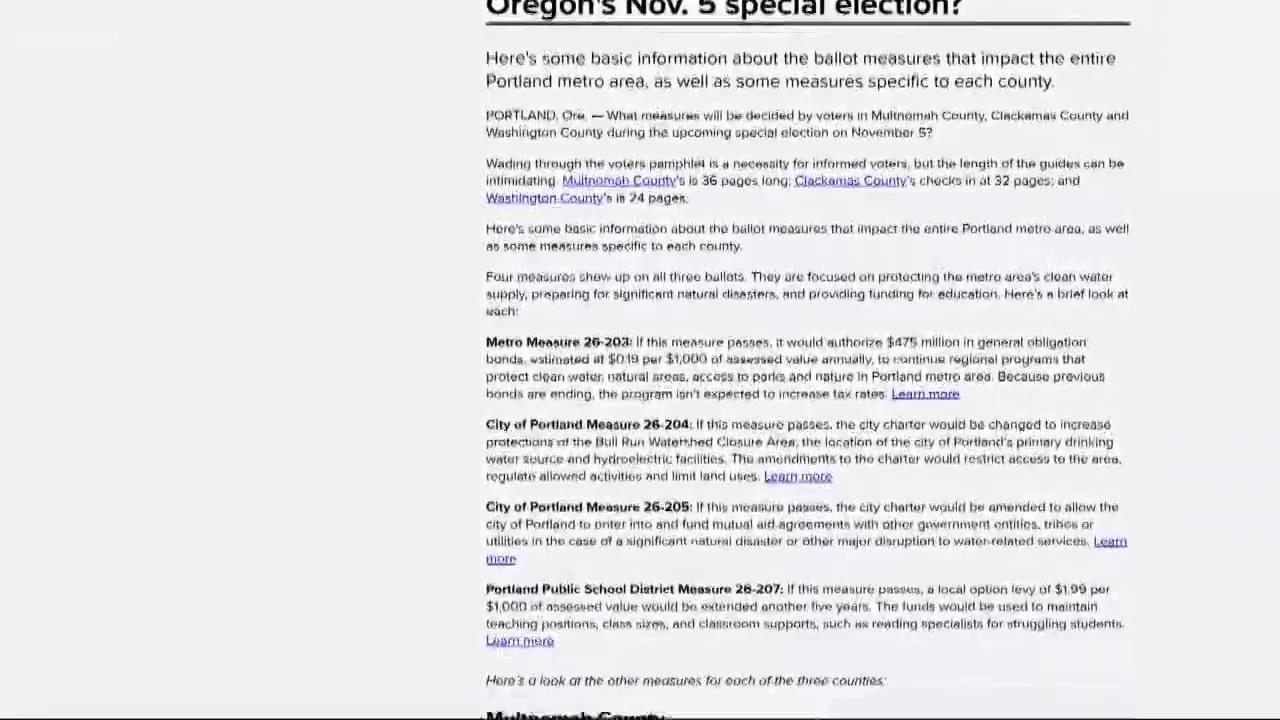 Oregon's Nov. 5 special election?
Here's some basic information about the ballot measures that impact the entire
Portland metro area, as well as some measures specific to each county.
PORTLAND, Ore. — What measures will be decided by voters in Multnomah County, Clackamas County and
Washington County during the upcoming special election on November 5?
Wading through the voters pamphlet is a necessity for informed voters, but the length of the guides can be
intimidating. Multnomah County's is 36 pages long; Clackamas County's checks in at 32 pages; and
Washington County's is 24 pages.
Here's some basic information about the ballot measures that impact the entire Portland metro area, as well
as some measures specific to each county.
Four measures show up on all three ballots. They are focused on protecting the metro area's clean water
supply, preparing for significant natural disasters, and providing funding for education. Here's a brief look at
each:
Metro Measure 26-203: If this measure passes, it would authorize $475 million in general obligation
bonds, estimated at $0.19 per $1,000 of assessed value annually, to continue regional programs that
protect clean water, natural areas, access to parks and nature in Portland metro area. Because previous
bonds are ending, the program isn't expected to increase tax rates. Learn more
City of Portland Measure 26-204: If this measure passes, the city charter would be changed to increase
protections of the Bull Run Watershed Closure Area, the location of the city of Portland's primary drinking
water source and hydroelectric facilities. The amendments to the charter would restrict access to the area,
regulate allowed activities and limit land uses. Learn more
City of Portland Measure 26-205: If this measure passes, the city charter would be amended to allow the
city of Portland to enter into and fund mutual aid agreements with other government entities, tribes or
utilities in the case of a significant natural disaster or other major disruption to water-related services. Learn
more
Portland Public School District Measure 26-207: If this measure passes, a local option levy of $1.99 per
$1,000 of assessed value would be extended another five years. The funds would be used to maintain
teaching positions, class sizes, and classroom supports, such as reading specialists for struggling students.
Learn more
Here's a look at the other measures for each of the three counties:
Multnomah County